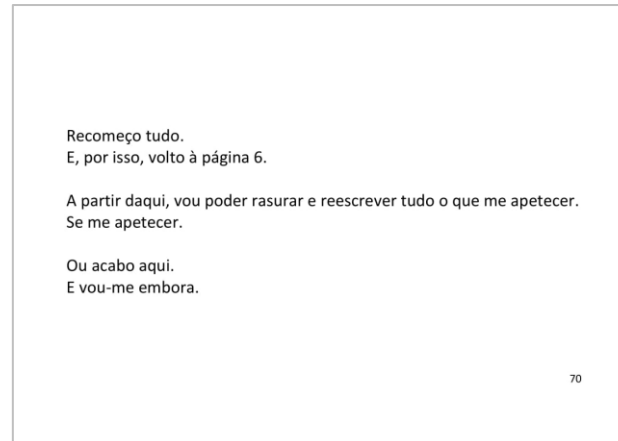 Recomeço tudo.
E, por isso, volto à página 6.
A partir daqui, vou poder rasurar e reescrever tudo o que me apetecer.
Se me apetecer.
Ou acabo aqui.
E vou-me embora.
70